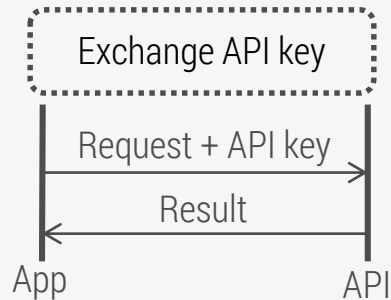 Exchange API key
Request + API key
Result
App
API